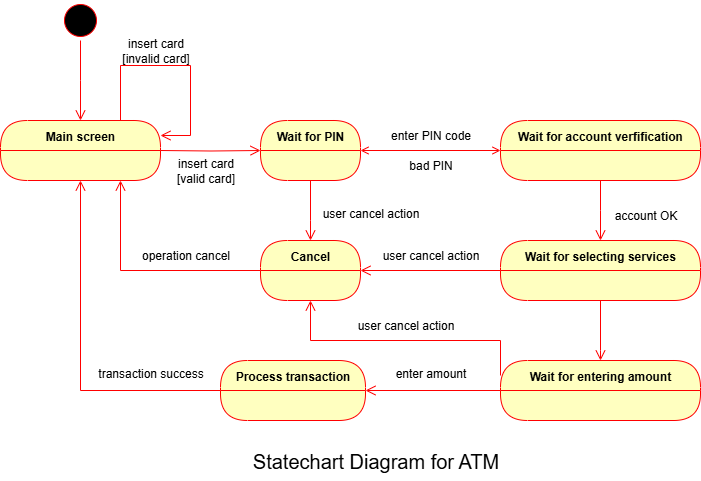 insert card
[invalid card]
Main screen
Wait for PIN
enter PIN code
Wait for account verfification
insert card
[valid card]
bad PIN
user cancel action
account OK
operation cancel
Cancel
user cancel action
Wait for selecting services
user cancel action
transaction success
Process transaction
enter amount
Wait for entering amount
Statechart Diagram for ATM